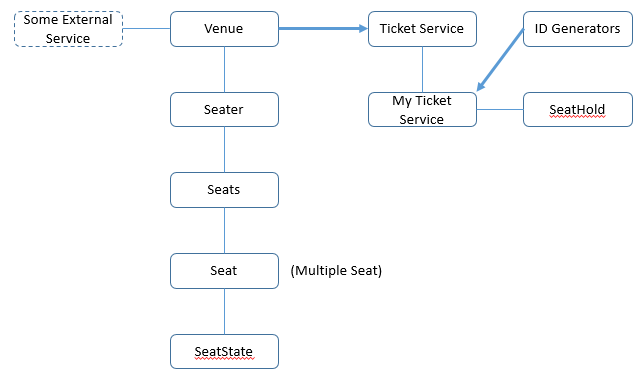 Some External
Service
Venue
Ticket Service
ID Generators
Seater
My Ticket
Service
SeatHold
Seats
Seat
(Multiple Seat)
SeatState